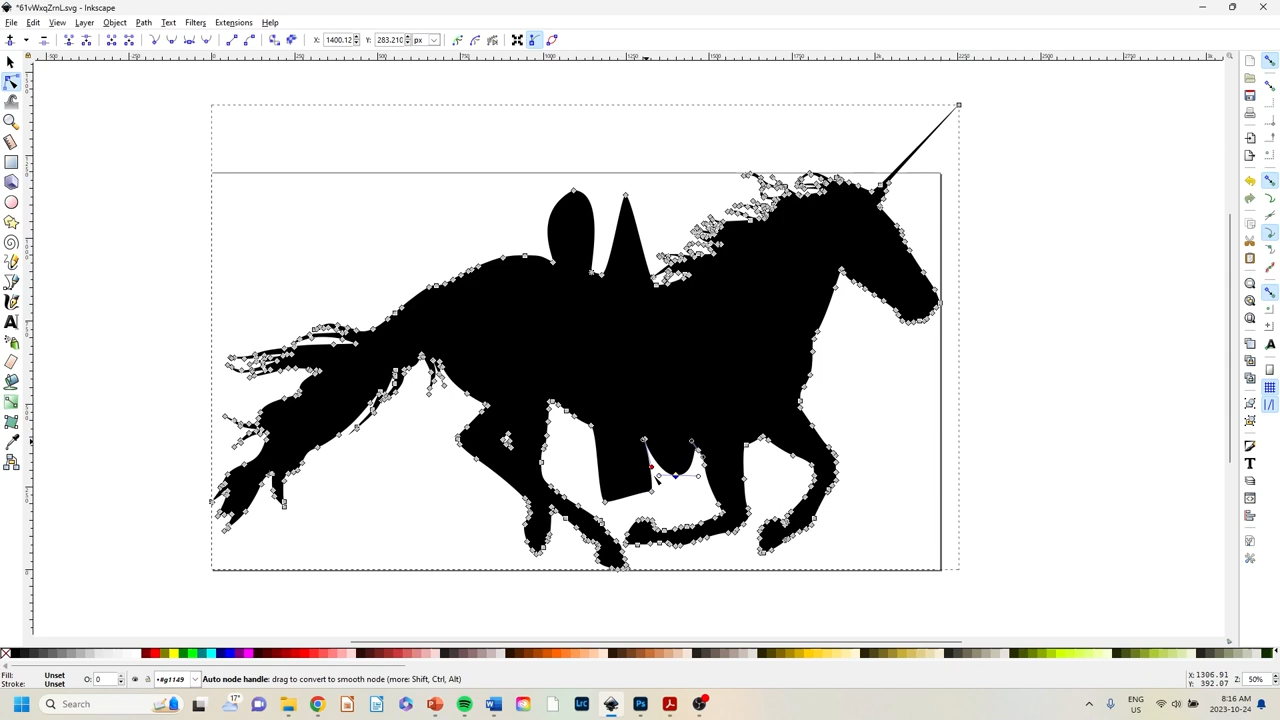 *61vWxqZrnL.svg - Inkscape
File Edit View Layer Object Path Text Filters Extensions Help
X: 1400.12 Y: 283.210 px
Fill: Unset
Stroke: Unset
O: 0
*#g1149
Auto node handle: drag to convert to smooth node (more: Shift, Ctrl, Alt)
X: 1306.91
Y: 392.07
Z: 50%
17°
Search
ENG
US
8:16 AM
2023-10-24